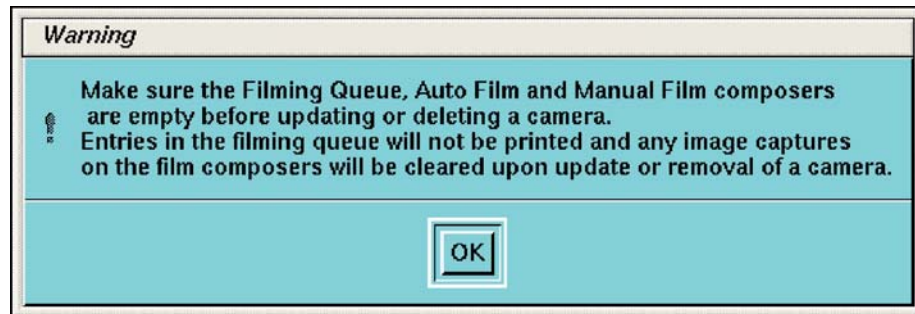 Warning
Make sure the Filming Queue, Auto Film and Manual Film composers
are empty before updating or deleting a camera.
Entries in the filming queue will not be printed and any image captures
on the film composers will be cleared upon update or removal of a camera.
OK